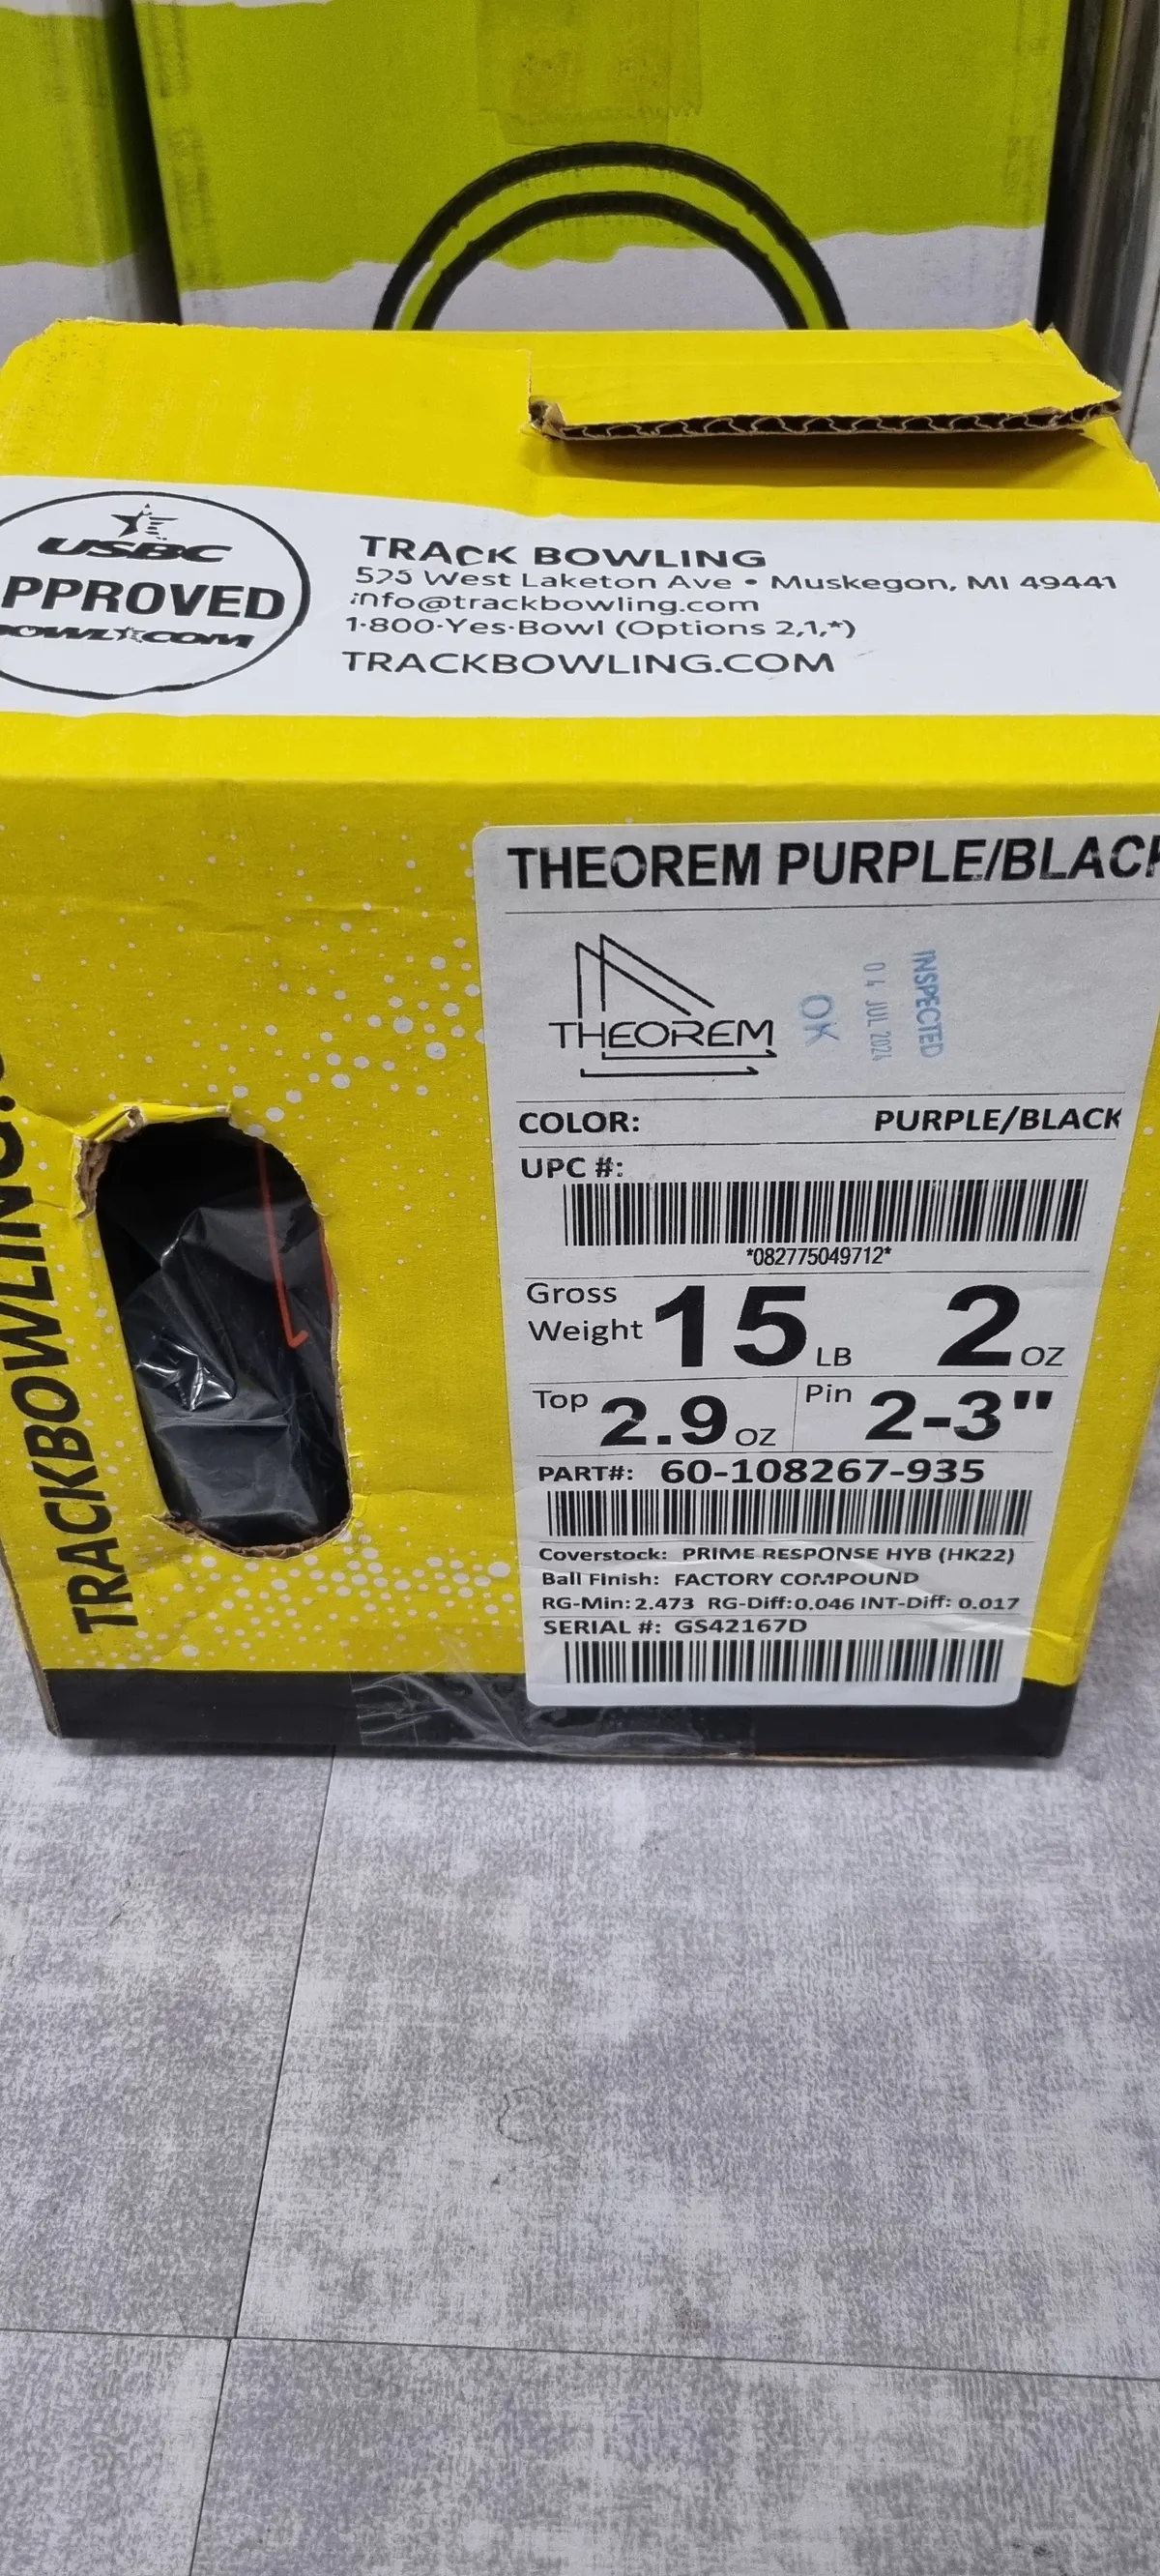 USBC
PPROVED
BOWL.COM
TRACK BOWLING
525 West Laketon Ave • Muskegon, MI 49441
info@trackbowling.com
1-800-Yes-Bowl (Options 2,1,*)
TRACKBOWLING.COM
THEOREM PURPLE/BLACK
THEOREM
OK
04 JUL 2024
INSPECTED
COLOR: PURPLE/BLACK
UPC #:
*082775049712*
Gross Weight 15 LB 2 OZ
Top 2.9 OZ Pin 2-3"
PART#: 60-108267-935
Coverstock: PRIME RESPONSE HYB (HK22)
Ball Finish: FACTORY COMPOUND
RG-Min: 2.473 RG-Diff: 0.046 INT-Diff: 0.017
SERIAL #: GS42167D
TRACKBOWLING.